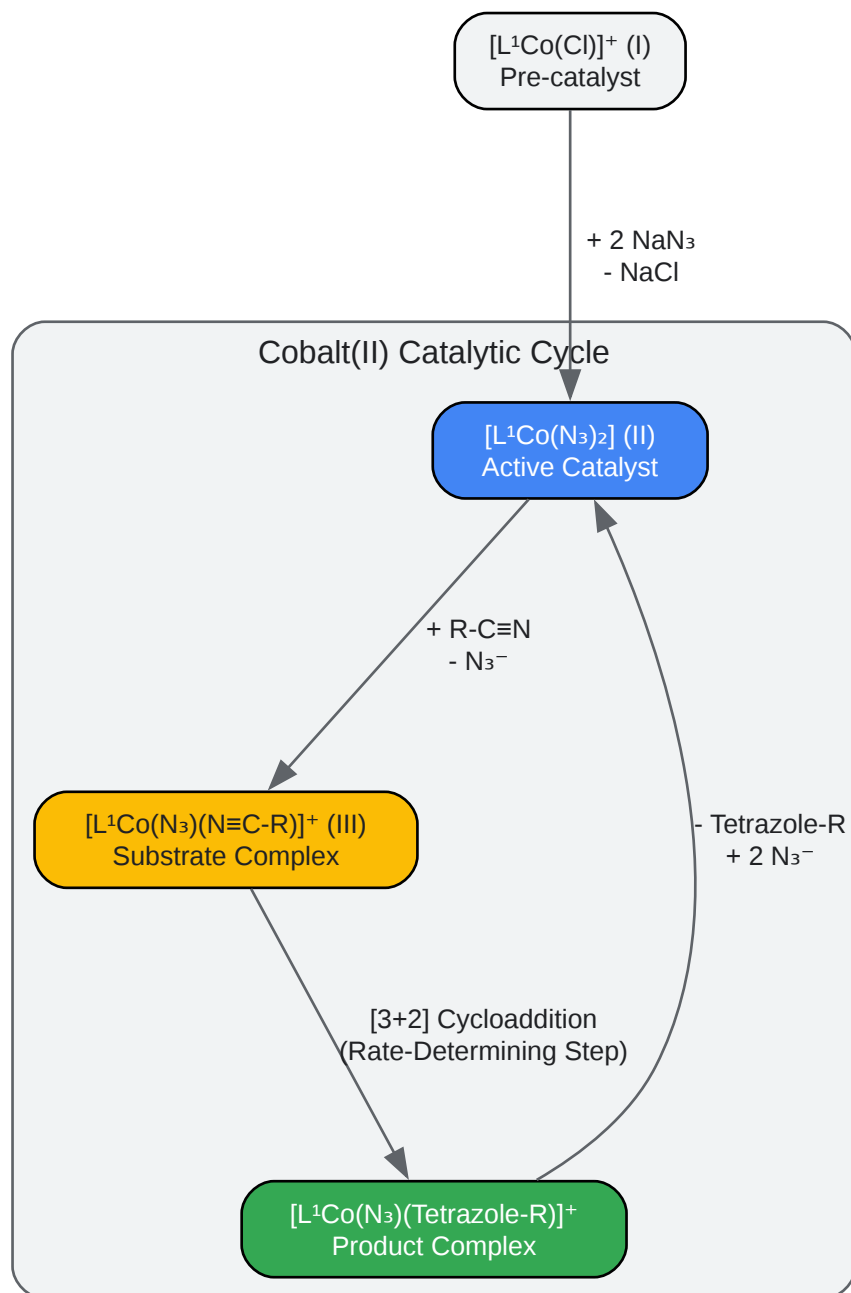 [L¹Co(Cl)]⁺ (I)
Pre-catalyst
+ 2 NaN₃
- NaCl
Cobalt(II) Catalytic Cycle
[L¹Co(N₃)₂] (II)
Active Catalyst
+ R-C≡N
- N₃⁻
[L¹Co(N₃)(N≡C-R)]⁺ (III)
Substrate Complex
- Tetrazole-R
+ 2 N₃⁻
[3+2] Cycloaddition
(Rate-Determining Step)
[L¹Co(N₃)(Tetrazole-R)]⁺
Product Complex